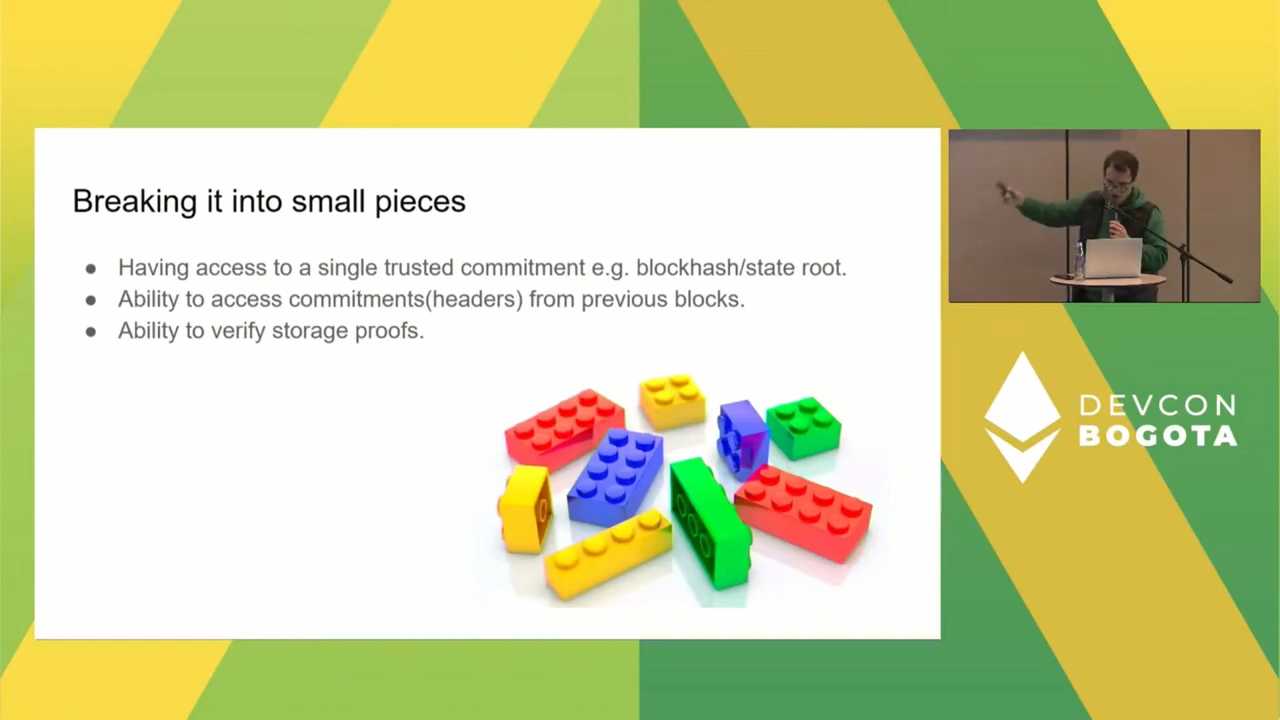 Breaking it into small pieces
● Having access to a single trusted commitment e.g. blockhash/state root.
● Ability to access commitments(headers) from previous blocks.
● Ability to verify storage proofs.
DEVCON
BOGOTA